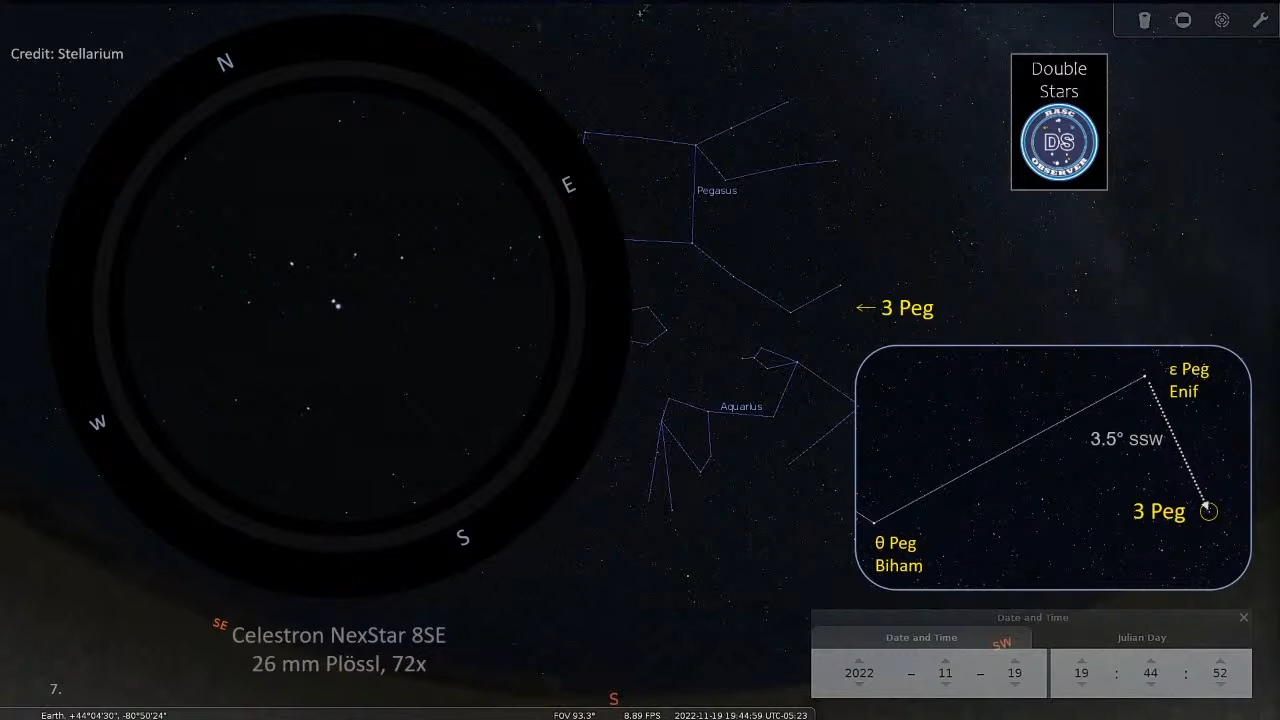 Credit: Stellarium
N
E
S
W
Z
Pegasus
Aquarius
← 3 Peg
Double
Stars
RASC
DS
OBSERVER
ε Peg
Enif
3.5° SSW
3 Peg
θ Peg
Biham
SE
Celestron NexStar 8SE
26 mm Plössl, 72x
7.
S
SW
Date and Time
Date and Time
Julian Day
2022 – 11 – 19
19 : 44 : 52
Earth, +44°04'30", -80°50'24"
FOV 93.3°
8.89 FPS
2022-11-19 19:44:59 UTC-05:23